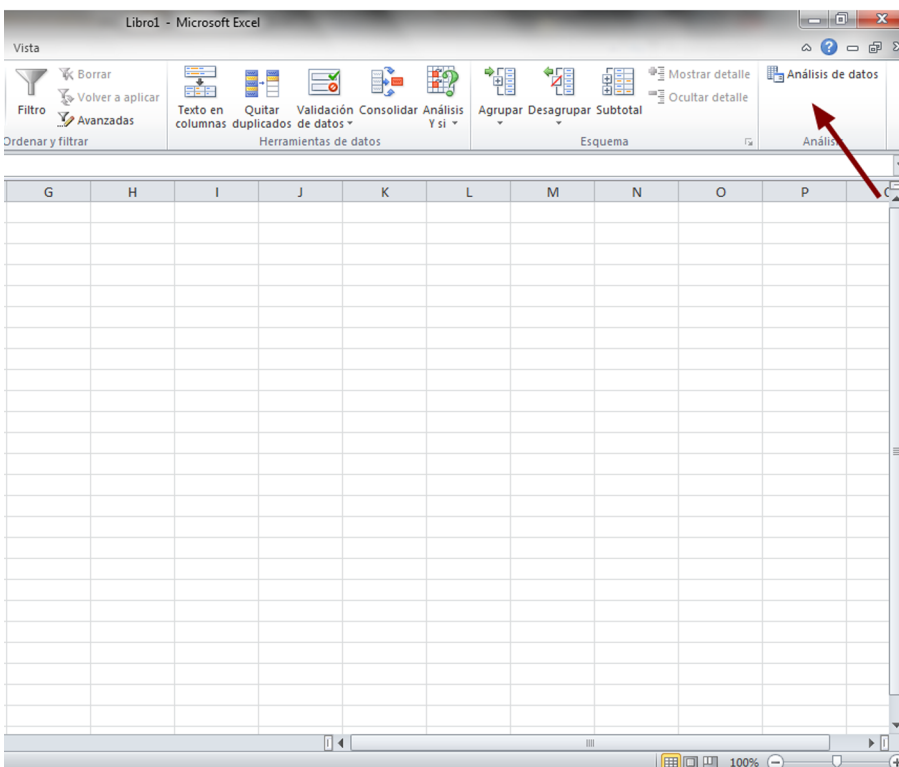 Libro1 - Microsoft Excel
Vista
Filtro
Borrar
Volver a aplicar
Avanzadas
Ordenar y filtrar
Texto en
columnas
Quitar
duplicados
Validación
de datos
Consolidar
Análisis
Y si
Herramientas de datos
Agrupar
Desagrupar
Subtotal
Mostrar detalle
Ocultar detalle
Esquema
Análisis de datos
Análisis
G H I J K L M N O P
100%